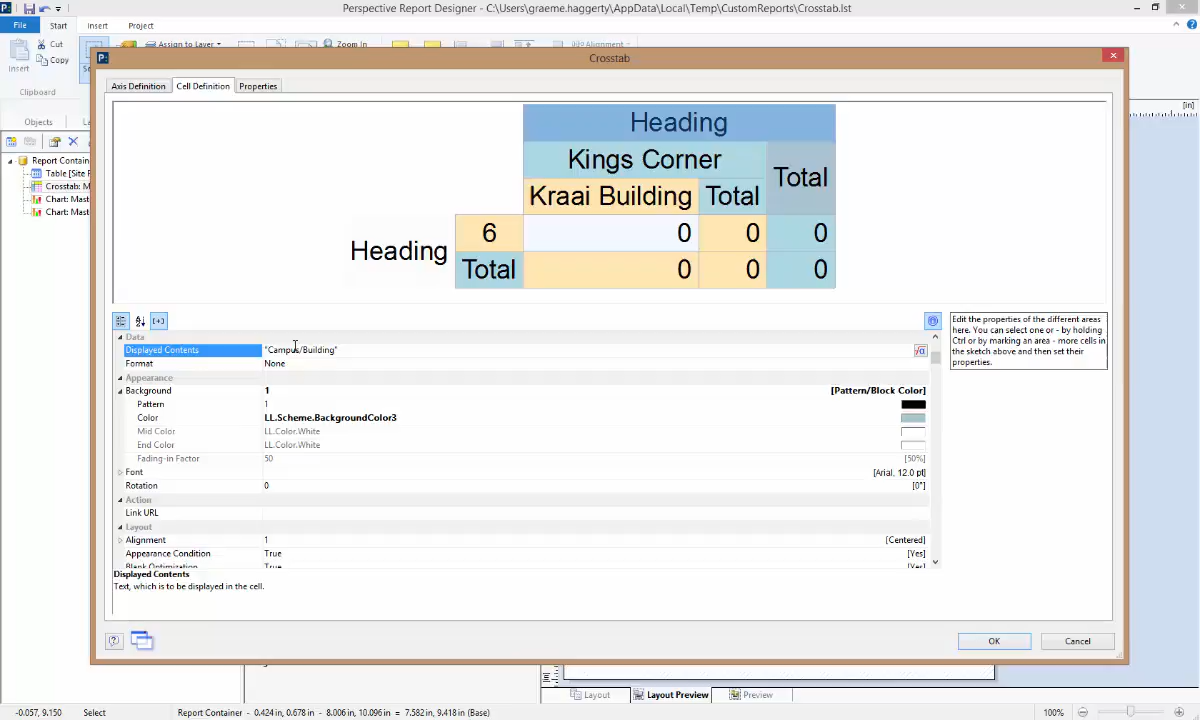 Perspective Report Designer - C:\Users\graeme.haggerty\AppData\Local\Temp\CustomReports\Crosstab.lst
File Start Insert Project
Cut
Copy
Insert
Clipboard
Assign to Layer
Zoom In
Alignment
Objects
[in]
Crosstab
Axis Definition Cell Definition Properties
Report Contain
Table [Site F
Crosstab: M
Chart: Mast
Chart: Mast
Heading
Kings Corner
Total
Kraai Building Total
Heading
6 0 0 0
Total 0 0 0
Data
Displayed Contents "Campus/Building"
Format None
Appearance
Background 1 [Pattern/Block Color]
Pattern 1
Color LL.Scheme.BackgroundColor3
Mid Color LL.Color.White
End Color LL.Color.White
Fading-in Factor 50 [50%]
Font [Arial, 12.0 pt]
Rotation 0 [0°]
Action
Link URL
Layout
Alignment 1 [Centered]
Appearance Condition True [Yes]
Blank Optimization True [Yes]
Displayed Contents
Text, which is to be displayed in the cell.
Edit the properties of the different areas
here. You can select one or - by holding
Ctrl or by marking an area - more cells in
the sketch above and then set their
properties.
OK Cancel
Layout Layout Preview Preview
-0.057, 9.150 Select Report Container - 0.424 in, 0.678 in - 8.006 in, 10.096 in = 7.582 in, 9.418 in (Base) 100%